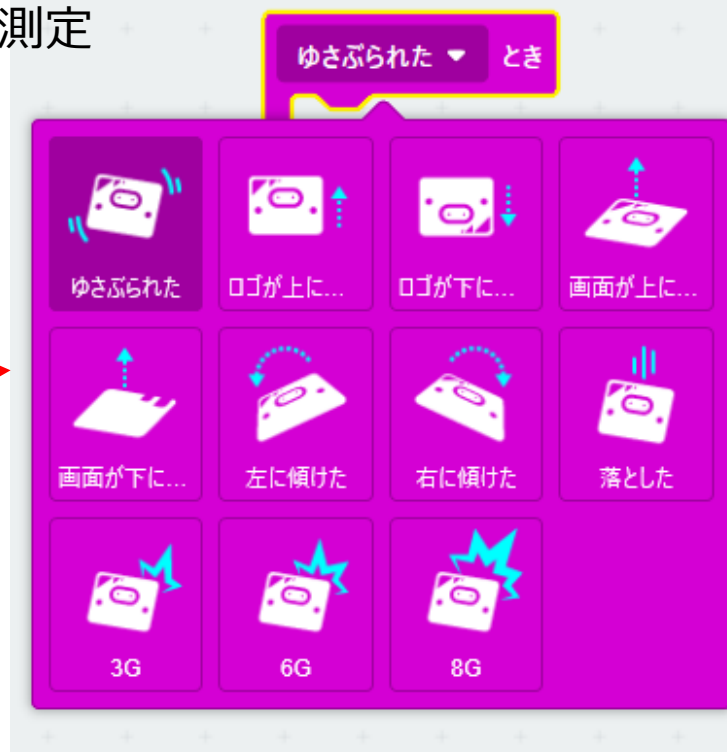 測定
ゆさぶられた とき
ゆさぶられた
ロゴが上に...
ロゴが下に...
画面が上に...
画面が下に...
左に傾けた
右に傾けた
落とした
3G
6G
8G